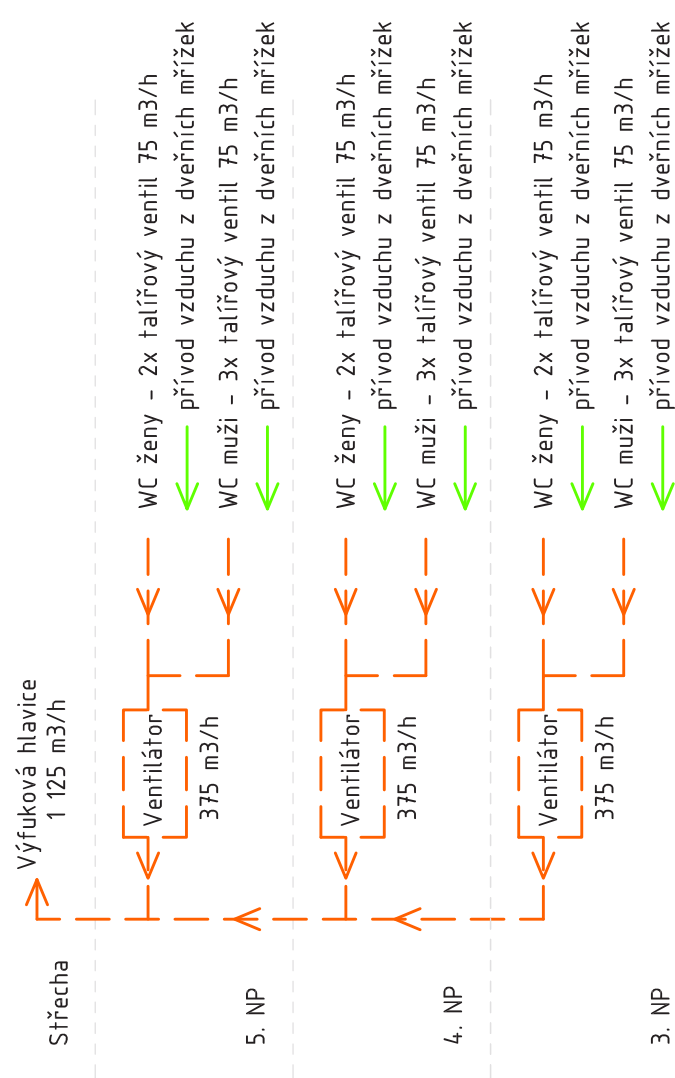 Střecha
Výfuková hlavice
1 125 m3/h
5. NP
Ventilátor
375 m3/h
WC ženy - 2x talířový ventil 75 m3/h
přívod vzduchu z dveřních mřížek
WC muži - 3x talířový ventil 75 m3/h
přívod vzduchu z dveřních mřížek
4. NP
Ventilátor
375 m3/h
WC ženy - 2x talířový ventil 75 m3/h
přívod vzduchu z dveřních mřížek
WC muži - 3x talířový ventil 75 m3/h
přívod vzduchu z dveřních mřížek
3. NP
Ventilátor
375 m3/h
WC ženy - 2x talířový ventil 75 m3/h
přívod vzduchu z dveřních mřížek
WC muži - 3x talířový ventil 75 m3/h
přívod vzduchu z dveřních mřížek